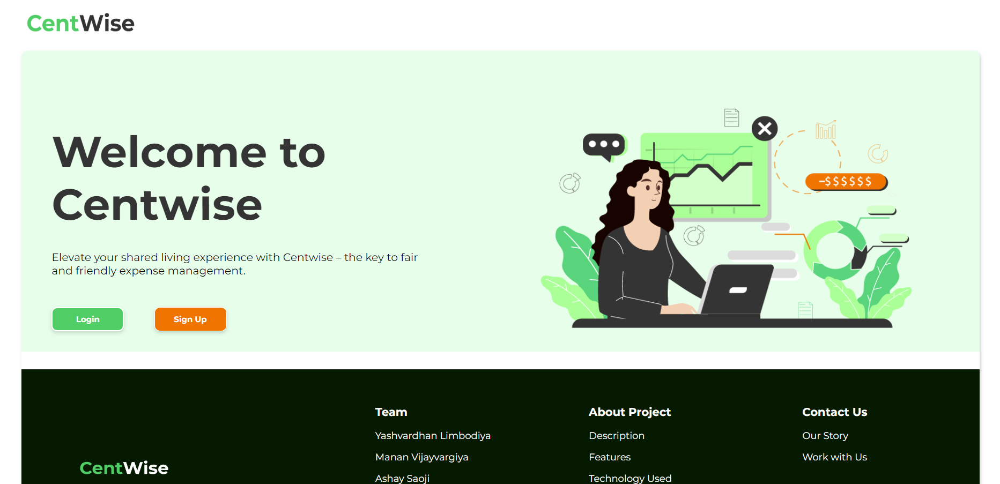 CentWise
Welcome to
Centwise
Elevate your shared living experience with Centwise – the key to fair
and friendly expense management.
Login
Sign Up
–$$$$$$
CentWise
Team
Yashvardhan Limbodiya
Manan Vijayvargiya
Ashay Saoji
About Project
Description
Features
Technology Used
Contact Us
Our Story
Work with Us